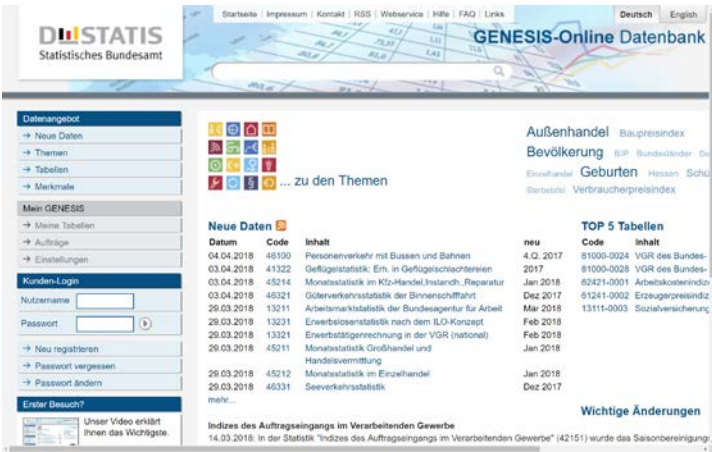 Startseite | Impressum | Kontakt | RSS | Webservice | Hilfe | FAQ | Links
Deutsch English
DESTATIS
Statistisches Bundesamt
GENESIS-Online Datenbank
Datenangebot
→ Neue Daten
→ Themen
→ Tabellen
→ Merkmale
Mein GENESIS
→ Meine Tabellen
→ Aufträge
→ Einstellungen
Kunden-Login
Nutzername
Passwort
→ Neu registrieren
→ Passwort vergessen
→ Passwort ändern
Erster Besuch?
Unser Video erklärt
Ihnen das Wichtigste.
... zu den Themen
Außenhandel Baupreisindex
Bevölkerung BIP Bundesländer
Einzelhandel Geburten Hessen Schü
Sterbetafel Verbraucherpreisindex
Neue Daten
Datum Code Inhalt neu
04.04.2018 46100 Personenverkehr mit Bussen und Bahnen 4.Q. 2017
03.04.2018 41322 Geflügelstatistik: Erh. in Geflügelschlachtereien 2017
03.04.2018 45214 Monatsstatistik im Kfz-Handel,Instandh.,Reparatur Jan 2018
03.04.2018 46321 Güterverkehrsstatistik der Binnenschifffahrt Dez 2017
29.03.2018 13211 Arbeitsmarktstatistik der Bundesagentur für Arbeit Mär 2018
29.03.2018 13231 Erwerbslosenstatistik nach dem ILO-Konzept Feb 2018
29.03.2018 13321 Erwerbstätigenrechnung in der VGR (national) Feb 2018
29.03.2018 45211 Monatsstatistik Großhandel und Jan 2018
Handelsvermittlung
29.03.2018 45212 Monatsstatistik im Einzelhandel Jan 2018
29.03.2018 46331 Seeverkehrsstatistik Dez 2017
mehr...
TOP 5 Tabellen
Code Inhalt
81000-0024 VGR des Bundes-
81000-0028 VGR des Bundes-
62421-0001 Arbeitskostenindize
61241-0002 Erzeugerpreisindiz
13111-0003 Sozialversicherung
Wichtige Änderungen
Indizes des Auftragseingangs im Verarbeitenden Gewerbe
14.03.2018: In der Statistik "Indizes des Auftragseingangs im Verarbeitenden Gewerbe" (42151) wurde das Saisonbereinigungs